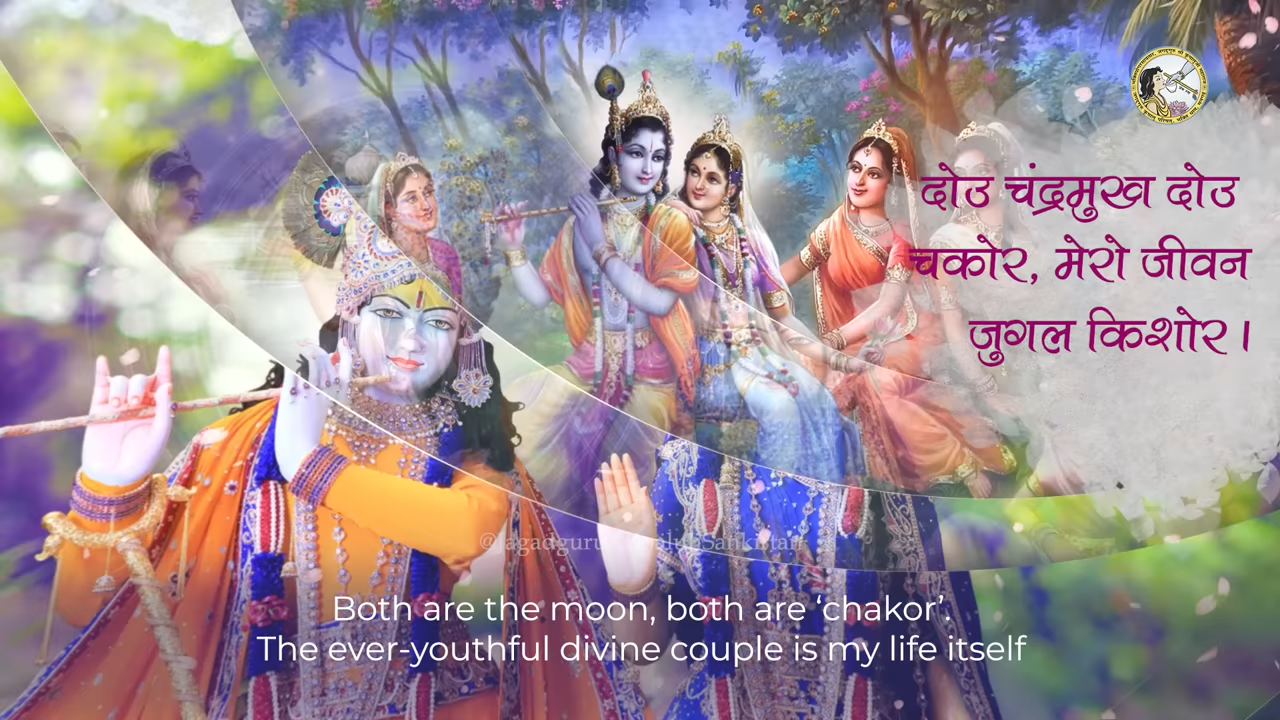 दोउ चंद्रमुख दोउ
चकोर, मेरो जीवन
जुगल किशोर।
Both are the moon, both are ‘chakor’.
The ever-youthful divine couple is my life itself